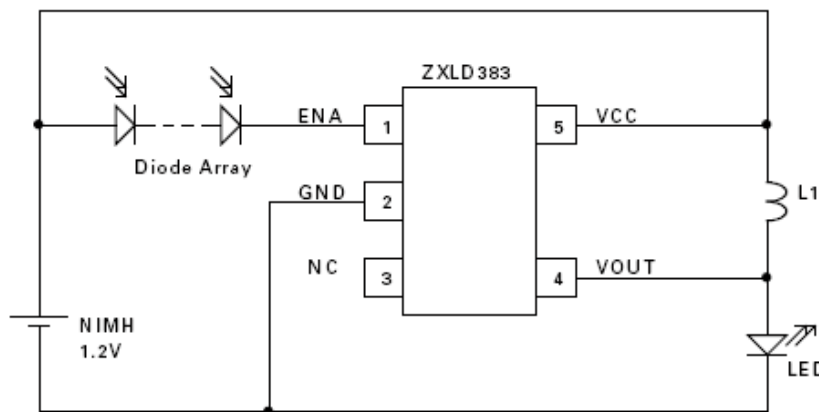 ZXLD383
ENA
1
5
VCC
Diode Array
GND
2
L1
NC
3
4
VOUT
NIMH
1.2V
LED